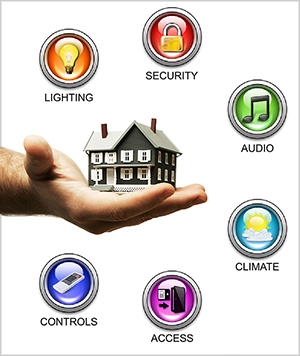 SECURITY
LIGHTING
AUDIO
CLIMATE
CONTROLS
ACCESS